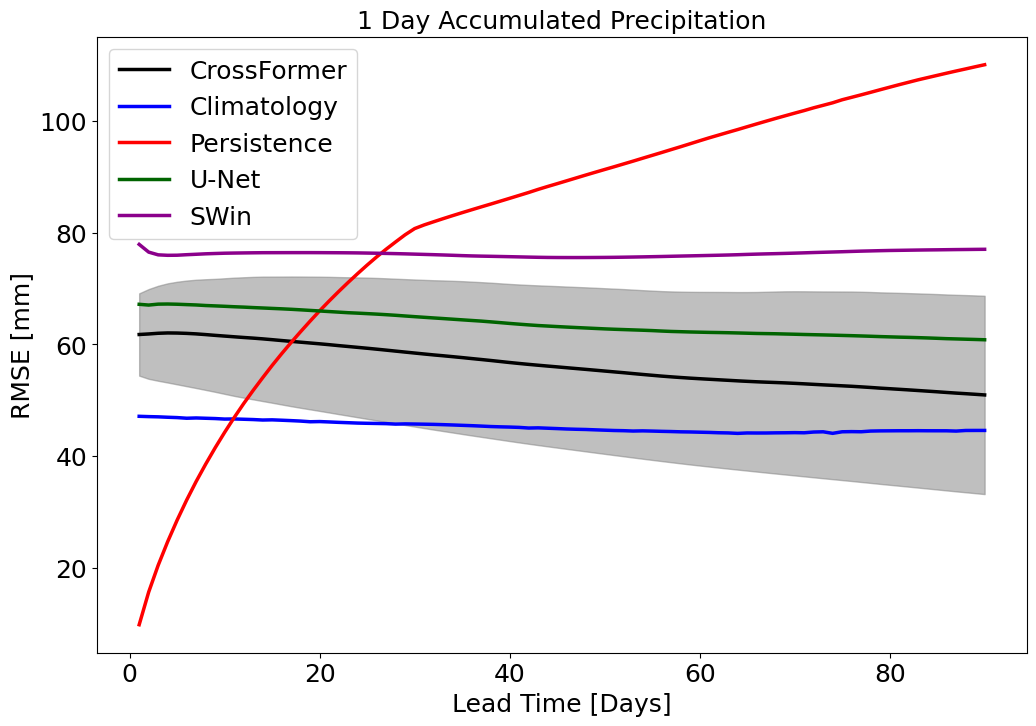 1 Day Accumulated Precipitation
CrossFormer
Climatology
Persistence
U-Net
SWin
RMSE [mm]
100
80
60
40
20
0 20 40 60 80
Lead Time [Days]